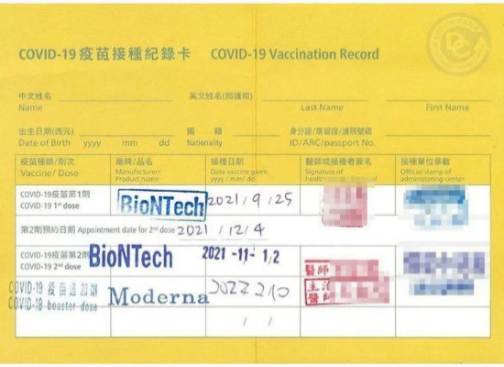 COVID-19 疫苗接種紀錄卡 COVID-19 Vaccination Record
中文姓名 英文姓名(同護照)
Name Last Name First Name
出生日期(西元) 國 籍 身分證/居留證/護照號碼
Date of Birth yyyy mm dd Nationality ID/ARC/passport No.
疫苗種類/劑次 廠牌/品名 接種日期 醫師或接種者簽名 接種單位章戳
Vaccine/ Dose Manufacturer/ Date vaccine given Signature of Official stamp of
Product name yyyy / mm / dd administering center
COVID-19疫苗第1劑 BioNTech 2021 / 9 / 25
COVID-19 1st dose
第2劑預約日期 Appointment date for 2nd dose 2021 / 12 / 4
COVID-19疫苗第2劑 BioNTech 2021 -11- 1,2
COVID-19 2nd dose 醫師
主治
醫師
COVID-19 疫苗追加劑 Moderna 2022 2 10
COVID-19 booster dose
/ /